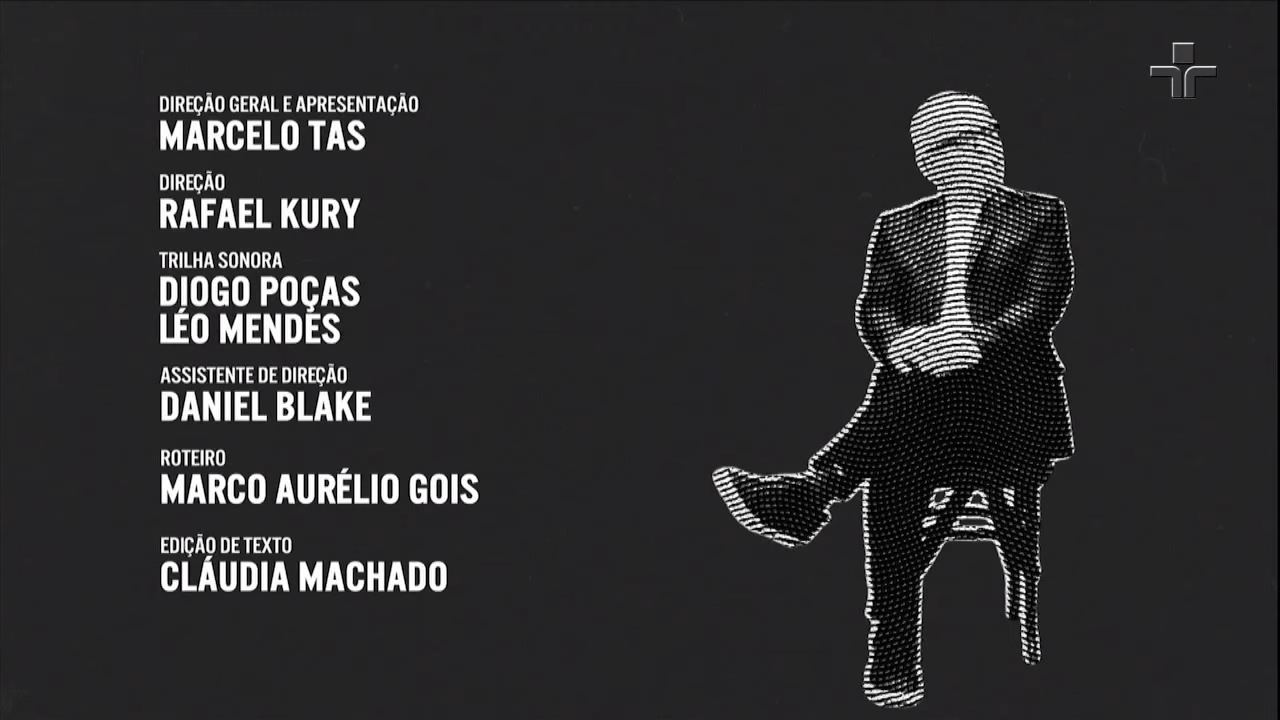 DIREÇÃO GERAL E APRESENTAÇÃO
MARCELO TAS
DIREÇÃO
RAFAEL KURY
TRILHA SONORA
DIOGO POÇAS
LÉO MENDES
ASSISTENTE DE DIREÇÃO
DANIEL BLAKE
ROTEIRO
MARCO AURÉLIO GOIS
EDIÇÃO DE TEXTO
CLÁUDIA MACHADO